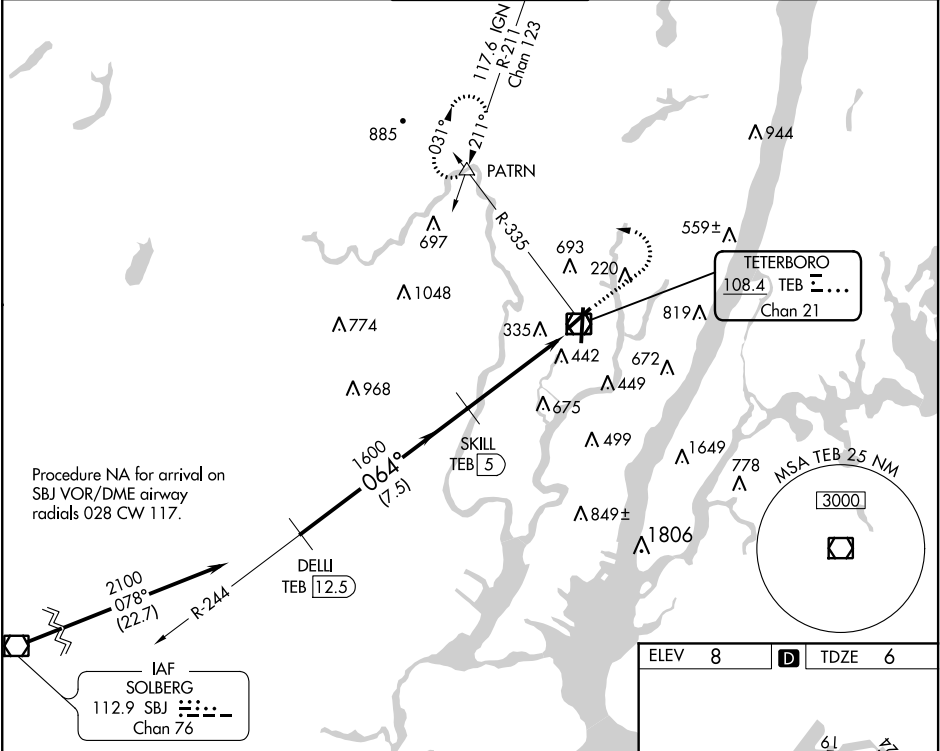 117.6 IGN
R-211
Chan 123
031°
211°
885
944
PATRN
R-335
697
693
559±
220
TETERBORO
108.4 TEB
Chan 21
1048
774
335
819
442
672
449
968
675
SKILL
TEB 5
499
1649
778
1600
064°
(7.5)
Procedure NA for arrival on
SBJ VOR/DME airway
radials 028 CW 117.
MSA TEB 25 NM
3000
849±
1806
DELLI
TEB 12.5
2100
078°
(22.7)
R-244
IAF
SOLBERG
112.9 SBJ
Chan 76
ELEV 8
D
TDZE 6
19
24